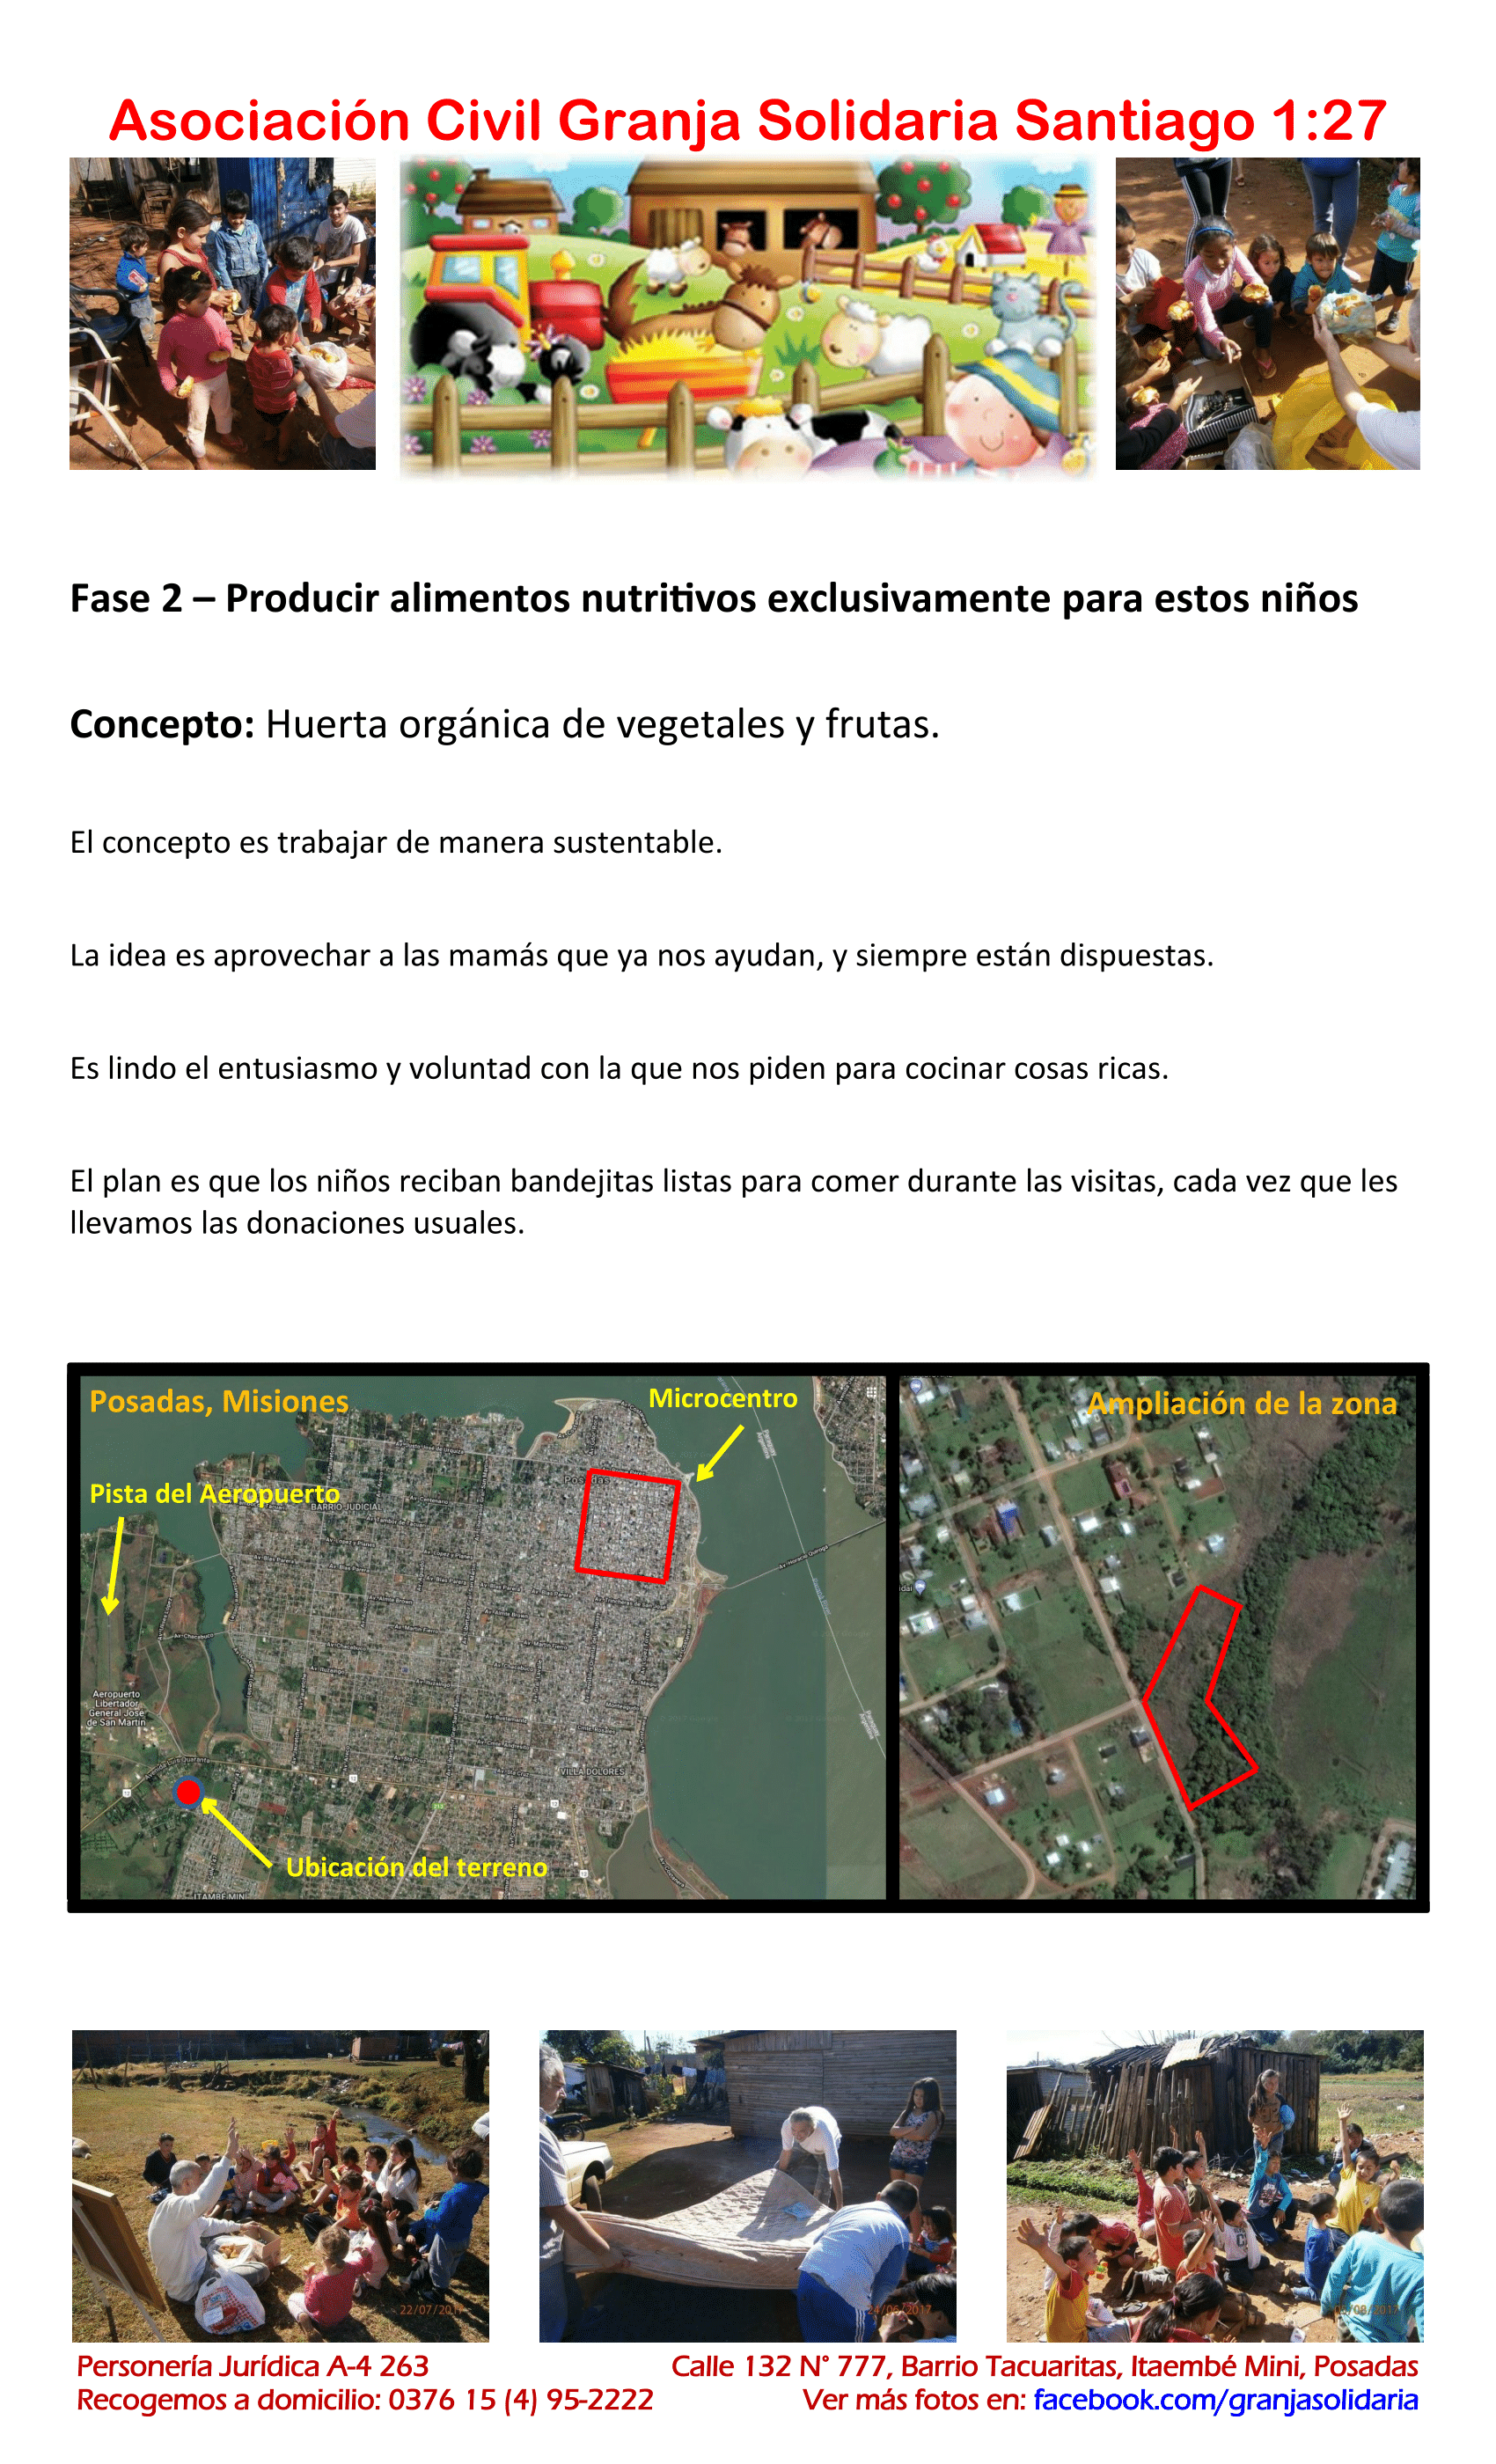 Asociación Civil Granja Solidaria Santiago 1:27
Fase 2 – Producir alimentos nutritivos exclusivamente para estos niños
Concepto: Huerta orgánica de vegetales y frutas.
El concepto es trabajar de manera sustentable.
La idea es aprovechar a las mamás que ya nos ayudan, y siempre están dispuestas.
Es lindo el entusiasmo y voluntad con la que nos piden para cocinar cosas ricas.
El plan es que los niños reciban bandejitas listas para comer durante las visitas, cada vez que les
llevamos las donaciones usuales.
Posadas, Misiones
Microcentro
Pista del Aeropuerto
Posadas
BARRIO JUDICIAL
Aeropuerto
Libertador
General José
de San Martín
VILLA DOLORES
Ubicación del terreno
Ampliación de la zona
22/07/2017
24/06/2017
/08/2017
Personería Jurídica A-4 263
Calle 132 N° 777, Barrio Tacuaritas, Itaembé Mini, Posadas
Recogemos a domicilio: 0376 15 (4) 95-2222
Ver más fotos en: facebook.com/granjasolidaria